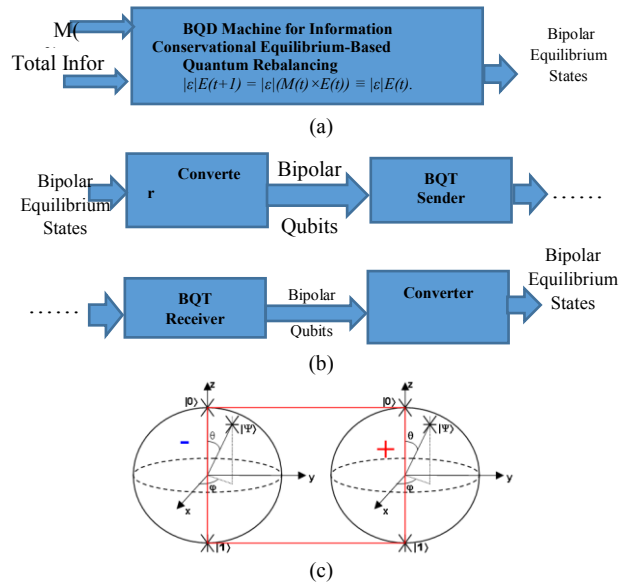 M(
Total Infor
BQD Machine for Information
Conservational Equilibrium-Based
Quantum Rebalancing
|ε|E(t+1) = |ε|(M(t)×E(t)) ≡ |ε|E(t).
Bipolar
Equilibrium
States
(a)
Bipolar
Equilibrium
States
Converte
r
Bipolar
Qubits
BQT
Sender
......
......
BQT
Receiver
Bipolar
Qubits
Converter
Bipolar
Equilibrium
States
(b)
z
|0⟩
-
θ
|Ψ⟩
y
φ
x
|1⟩
z
|0⟩
+
θ
|Ψ⟩
y
φ
x
|1⟩
(c)